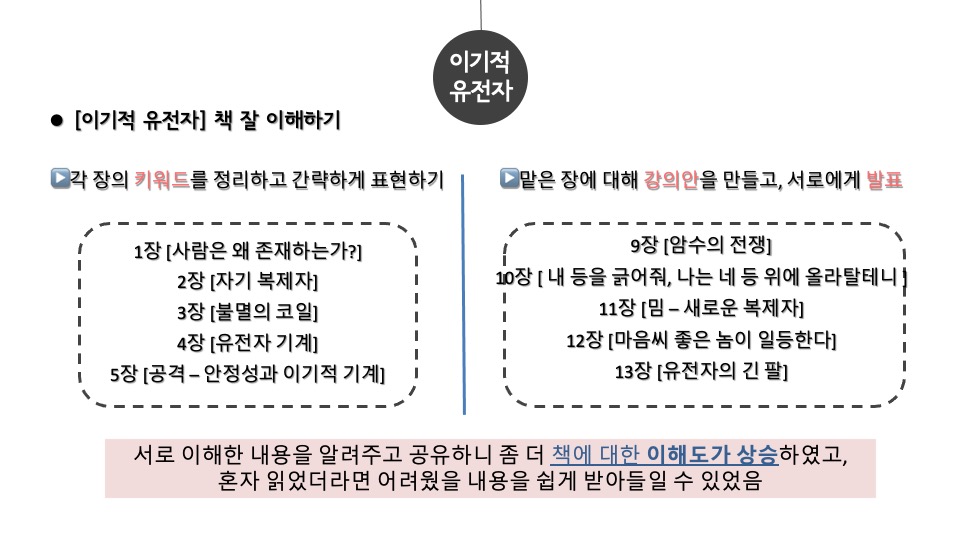 이기적
유전자
● [이기적 유전자] 책 잘 이해하기
▶각 장의 키워드를 정리하고 간략하게 표현하기
1장 [사람은 왜 존재하는가?]
2장 [자기 복제자]
3장 [불멸의 코일]
4장 [유전자 기계]
5장 [공격 – 안정성과 이기적 기계]
▶맡은 장에 대해 강의안을 만들고, 서로에게 발표
9장 [암수의 전쟁]
10장 [ 내 등을 긁어줘, 나는 네 등 위에 올라탈테니 ]
11장 [밈 – 새로운 복제자]
12장 [마음씨 좋은 놈이 일등한다]
13장 [유전자의 긴 팔]
서로 이해한 내용을 알려주고 공유하니 좀 더 책에 대한 이해도가 상승하였고,
혼자 읽었더라면 어려웠을 내용을 쉽게 받아들일 수 있었음